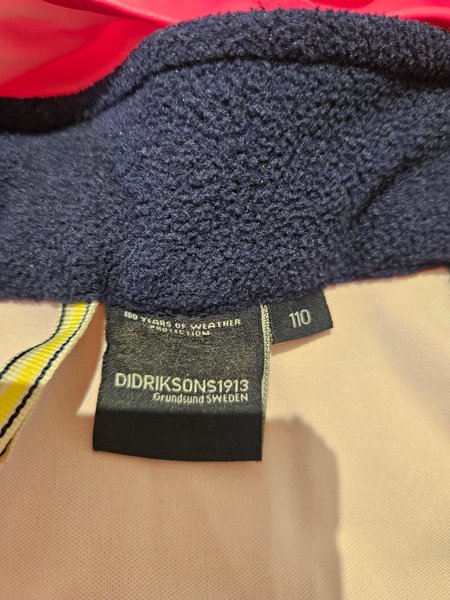 100 YEARS OF WEATHER
PROTECTION
DIDRIKSONS1913
Grundsund SWEDEN
110